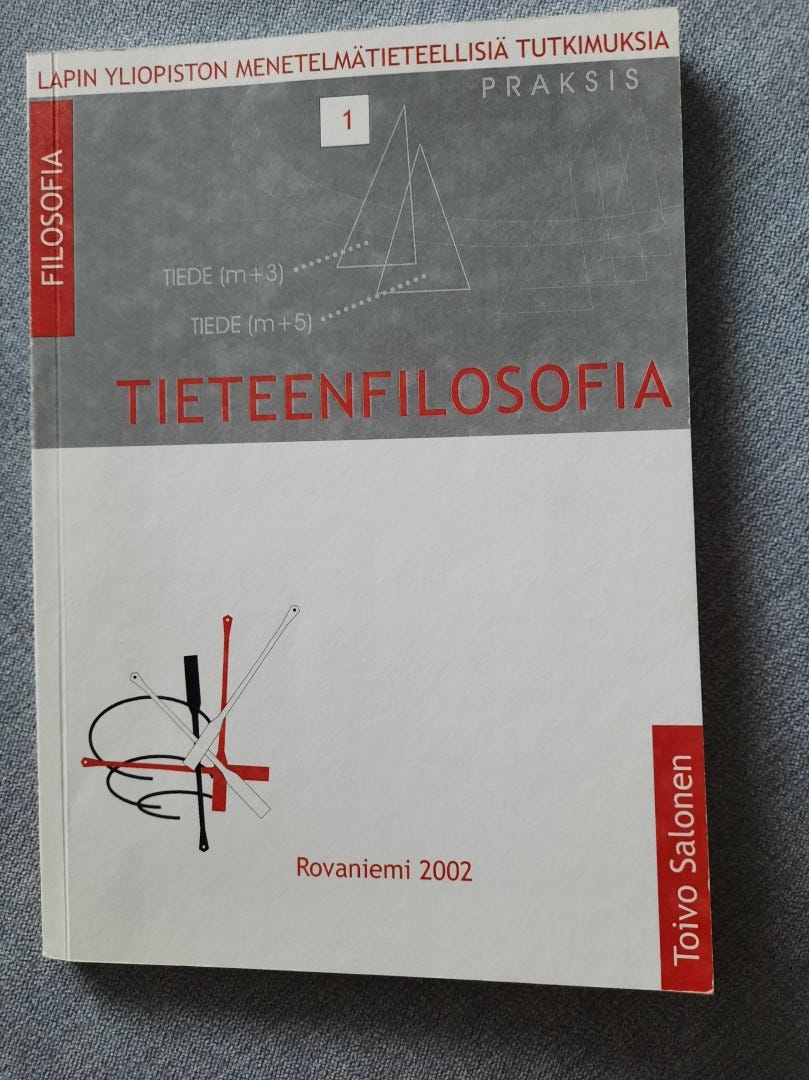 LAPIN YLIOPISTON MENETELMÄTIETEELLISIÄ TUTKIMUKSIA
PRAKSIS
1
FILOSOFIA
TIEDE (m+3)
TIEDE (m+5)
TIETEENFILOSOFIA
Rovaniemi 2002
Toivo Salonen